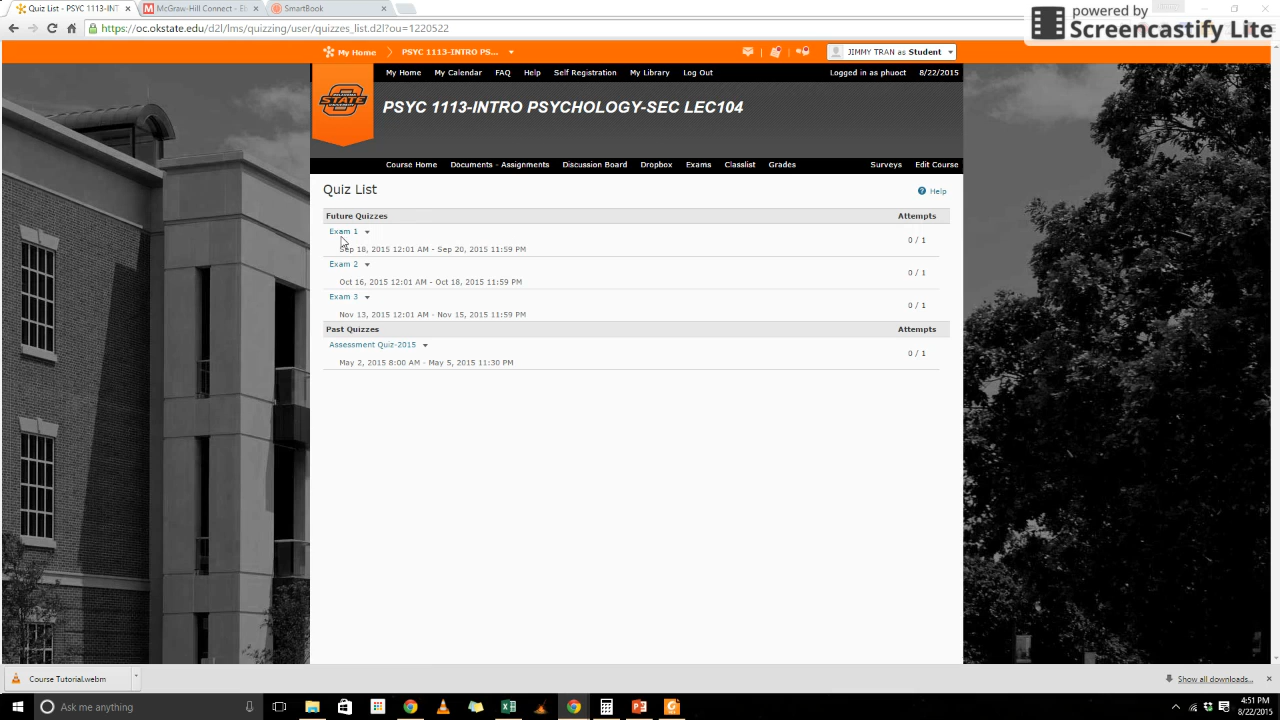 Quiz List - PSYC 1113-INT
McGraw-Hill Connect - Et
SmartBook
powered by
Screencastify Lite
https://oc.okstate.edu/d2l/lms/quizzing/user/quizzes_list.d2l?ou=1220522
My Home
PSYC 1113-INTRO PS...
JIMMY TRAN as Student
My Home My Calendar FAQ Help Self Registration My Library Log Out
Logged in as phuoct 8/22/2015
STATE
PSYC 1113-INTRO PSYCHOLOGY-SEC LEC104
Course Home Documents - Assignments Discussion Board Dropbox Exams Classlist Grades
Surveys Edit Course
Quiz List
Help
Future Quizzes Attempts
Exam 1
Sep 18, 2015 12:01 AM - Sep 20, 2015 11:59 PM
0 / 1
Exam 2
Oct 16, 2015 12:01 AM - Oct 18, 2015 11:59 PM
0 / 1
Exam 3
Nov 13, 2015 12:01 AM - Nov 15, 2015 11:59 PM
0 / 1
Past Quizzes Attempts
Assessment Quiz-2015
May 2, 2015 8:00 AM - May 5, 2015 11:30 PM
0 / 1
Course Tutorial.webm
Show all downloads...
Ask me anything
4:51 PM
8/22/2015